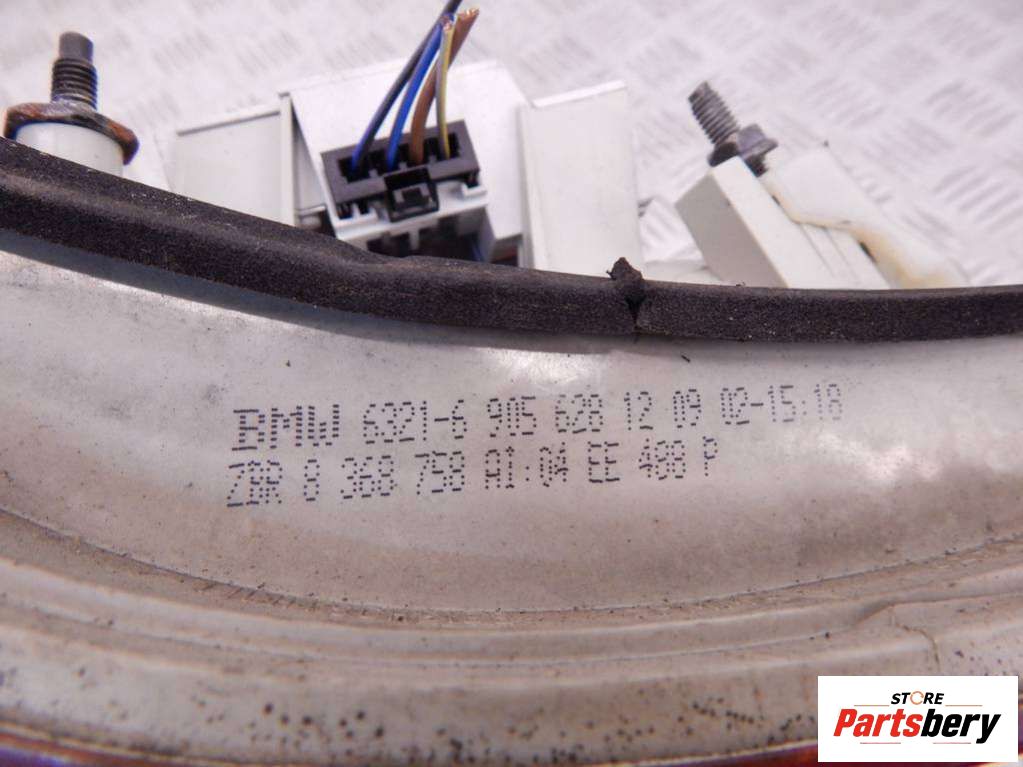 BMW 6321-6 905 628 12 09 02-15:18
ZBR 8 368 758 AI:04 EE 488 P
STORE
Partsbery